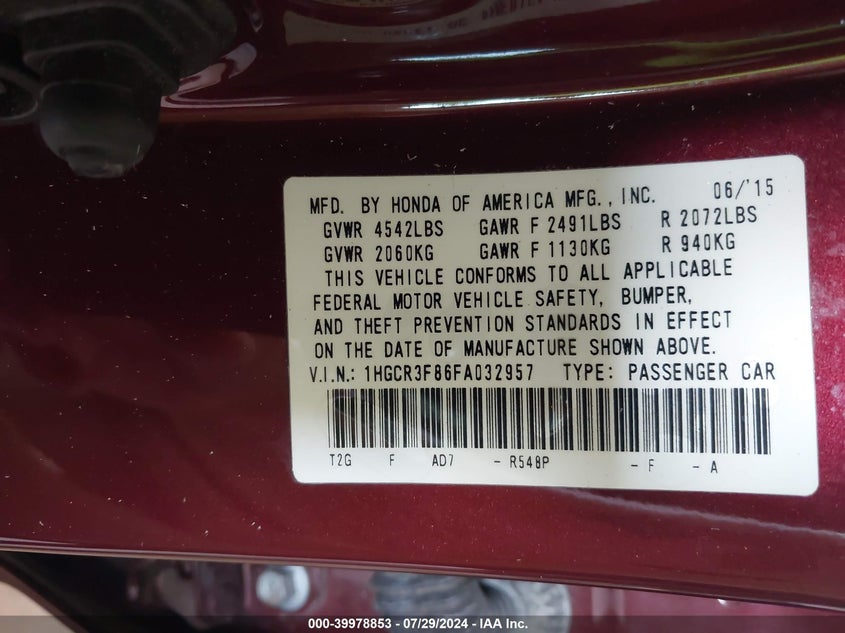 MFD. BY HONDA OF AMERICA MFG., INC. 06/'15
GVWR 4542LBS GAWR F 2491LBS R 2072LBS
GVWR 2060KG GAWR F 1130KG R 940KG
THIS VEHICLE CONFORMS TO ALL APPLICABLE
FEDERAL MOTOR VEHICLE SAFETY, BUMPER,
AND THEFT PREVENTION STANDARDS IN EFFECT
ON THE DATE OF MANUFACTURE SHOWN ABOVE.
V.I.N.: 1HGCR3F86FA032957 TYPE: PASSENGER CAR
T2G F AD7 - R548P - F - A
000-39978853 - 07/29/2024 - IAA Inc.